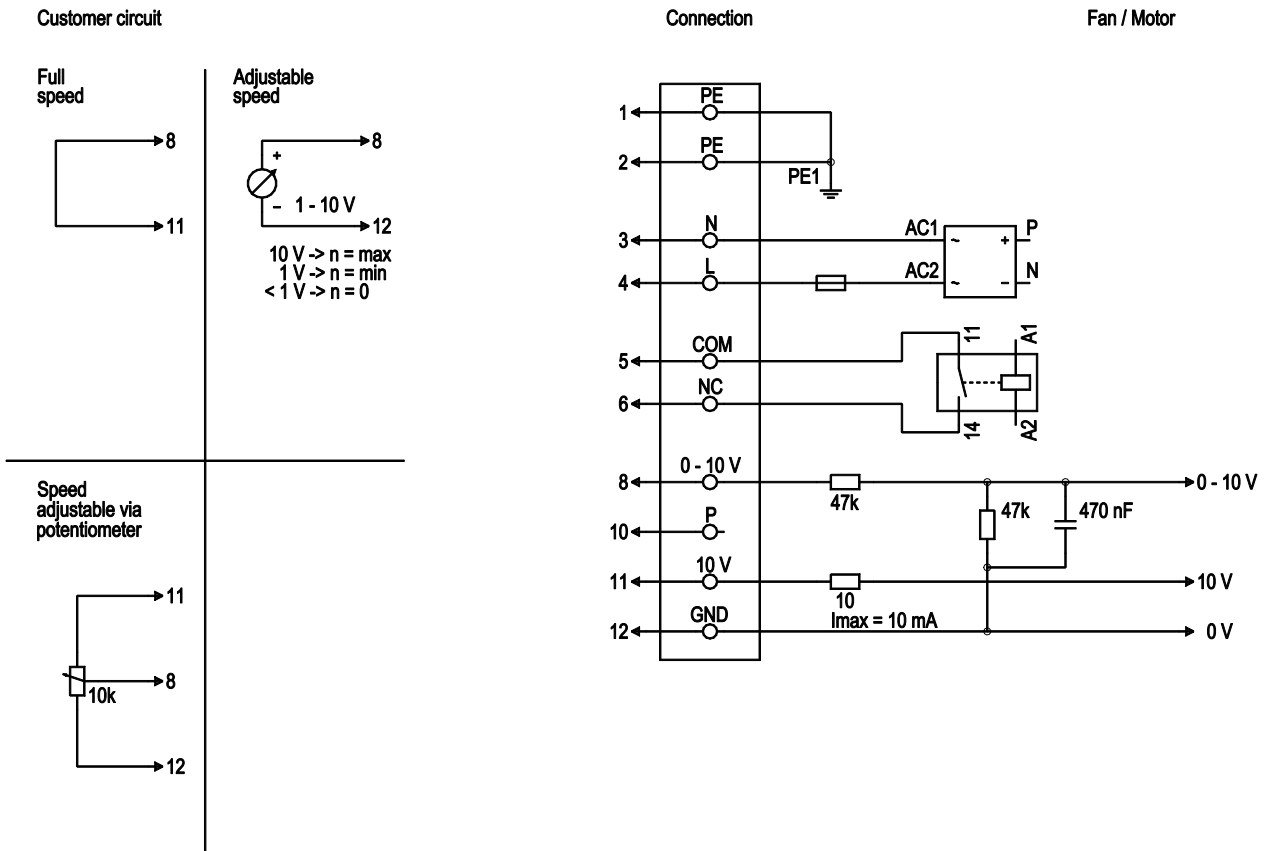 Customer circuit
Connection
Fan / Motor
Full
speed
8
11
Adjustable
speed
8
+
– 1 - 10 V
12
10 V -> n = max
1 V -> n = min
< 1 V -> n = 0
Speed
adjustable via
potentiometer
11
8
10k
12
1 PE
2 PE
PE1
3 N AC1 ~ + P
4 L AC2 ~ – N
5 COM 11 A1
6 NC 14 A2
8 0 - 10 V 47k 0 - 10 V
47k 470 nF
10 P
11 10 V 10 10 V
Imax = 10 mA
12 GND 0 V